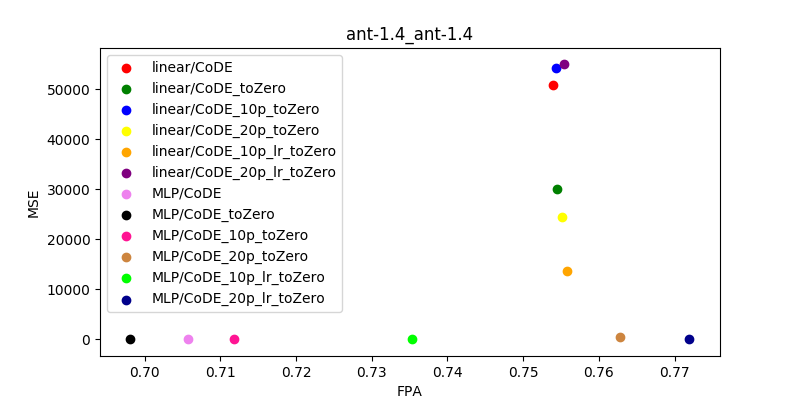 ant-1.4_ant-1.4
linear/CoDE
linear/CoDE_toZero
linear/CoDE_10p_toZero
linear/CoDE_20p_toZero
linear/CoDE_10p_lr_toZero
linear/CoDE_20p_lr_toZero
MLP/CoDE
MLP/CoDE_toZero
MLP/CoDE_10p_toZero
MLP/CoDE_20p_toZero
MLP/CoDE_10p_lr_toZero
MLP/CoDE_20p_lr_toZero
MSE
50000
40000
30000
20000
10000
0
0.70 0.71 0.72 0.73 0.74 0.75 0.76 0.77
FPA